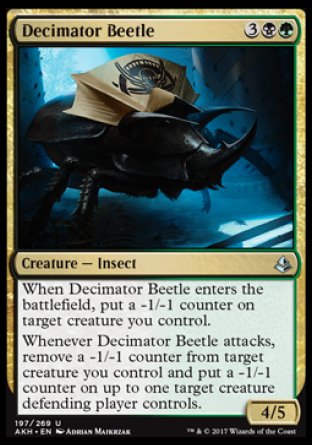 Decimator Beetle 3
Creature — Insect
When Decimator Beetle enters the
battlefield, put a -1/-1 counter on
target creature you control.
Whenever Decimator Beetle attacks,
remove a -1/-1 counter from target
creature you control and put a -1/-1
counter on up to one target creature
defending player controls.
4/5
197/269 U
AKH • EN ADRIAN MAJKRZAK
™ & © 2017 Wizards of the Coast